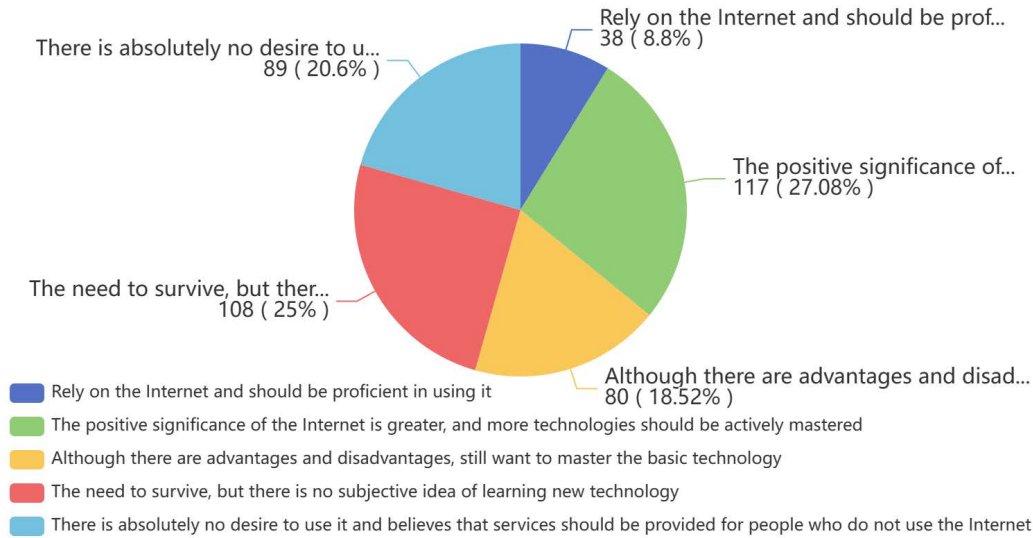 Rely on the Internet and should be prof...
38 ( 8.8% )
There is absolutely no desire to u...
89 ( 20.6% )
The positive significance of...
117 ( 27.08% )
The need to survive, but ther...
108 ( 25% )
Although there are advantages and disad...
80 ( 18.52% )
Rely on the Internet and should be proficient in using it
The positive significance of the Internet is greater, and more technologies should be actively mastered
Although there are advantages and disadvantages, still want to master the basic technology
The need to survive, but there is no subjective idea of learning new technology
There is absolutely no desire to use it and believes that services should be provided for people who do not use the Internet